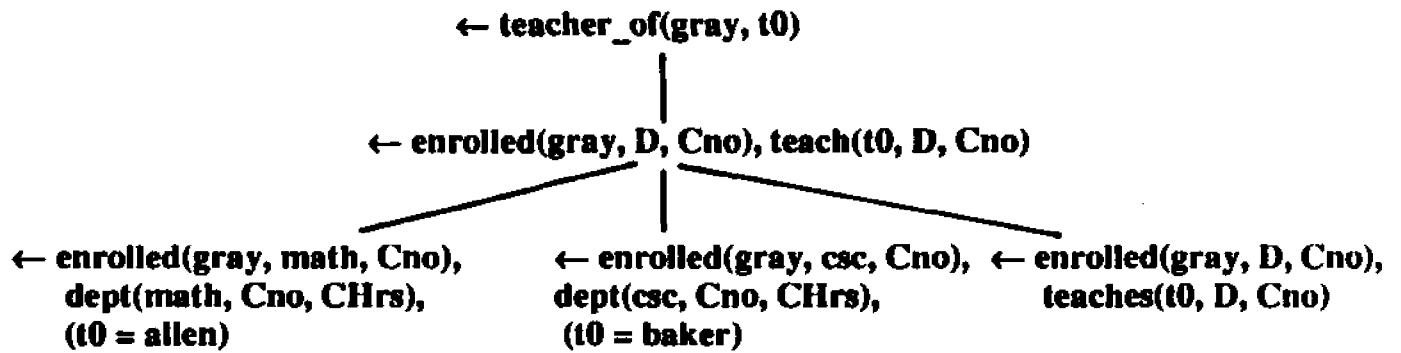 ← teacher_of(gray, t0)
← enrolled(gray, D, Cno), teach(t0, D, Cno)
← enrolled(gray, math, Cno),
dept(math, Cno, CHrs),
(t0 = allen)
← enrolled(gray, csc, Cno),
dept(csc, Cno, CHrs),
(t0 = baker)
← enrolled(gray, D, Cno),
teaches(t0, D, Cno)